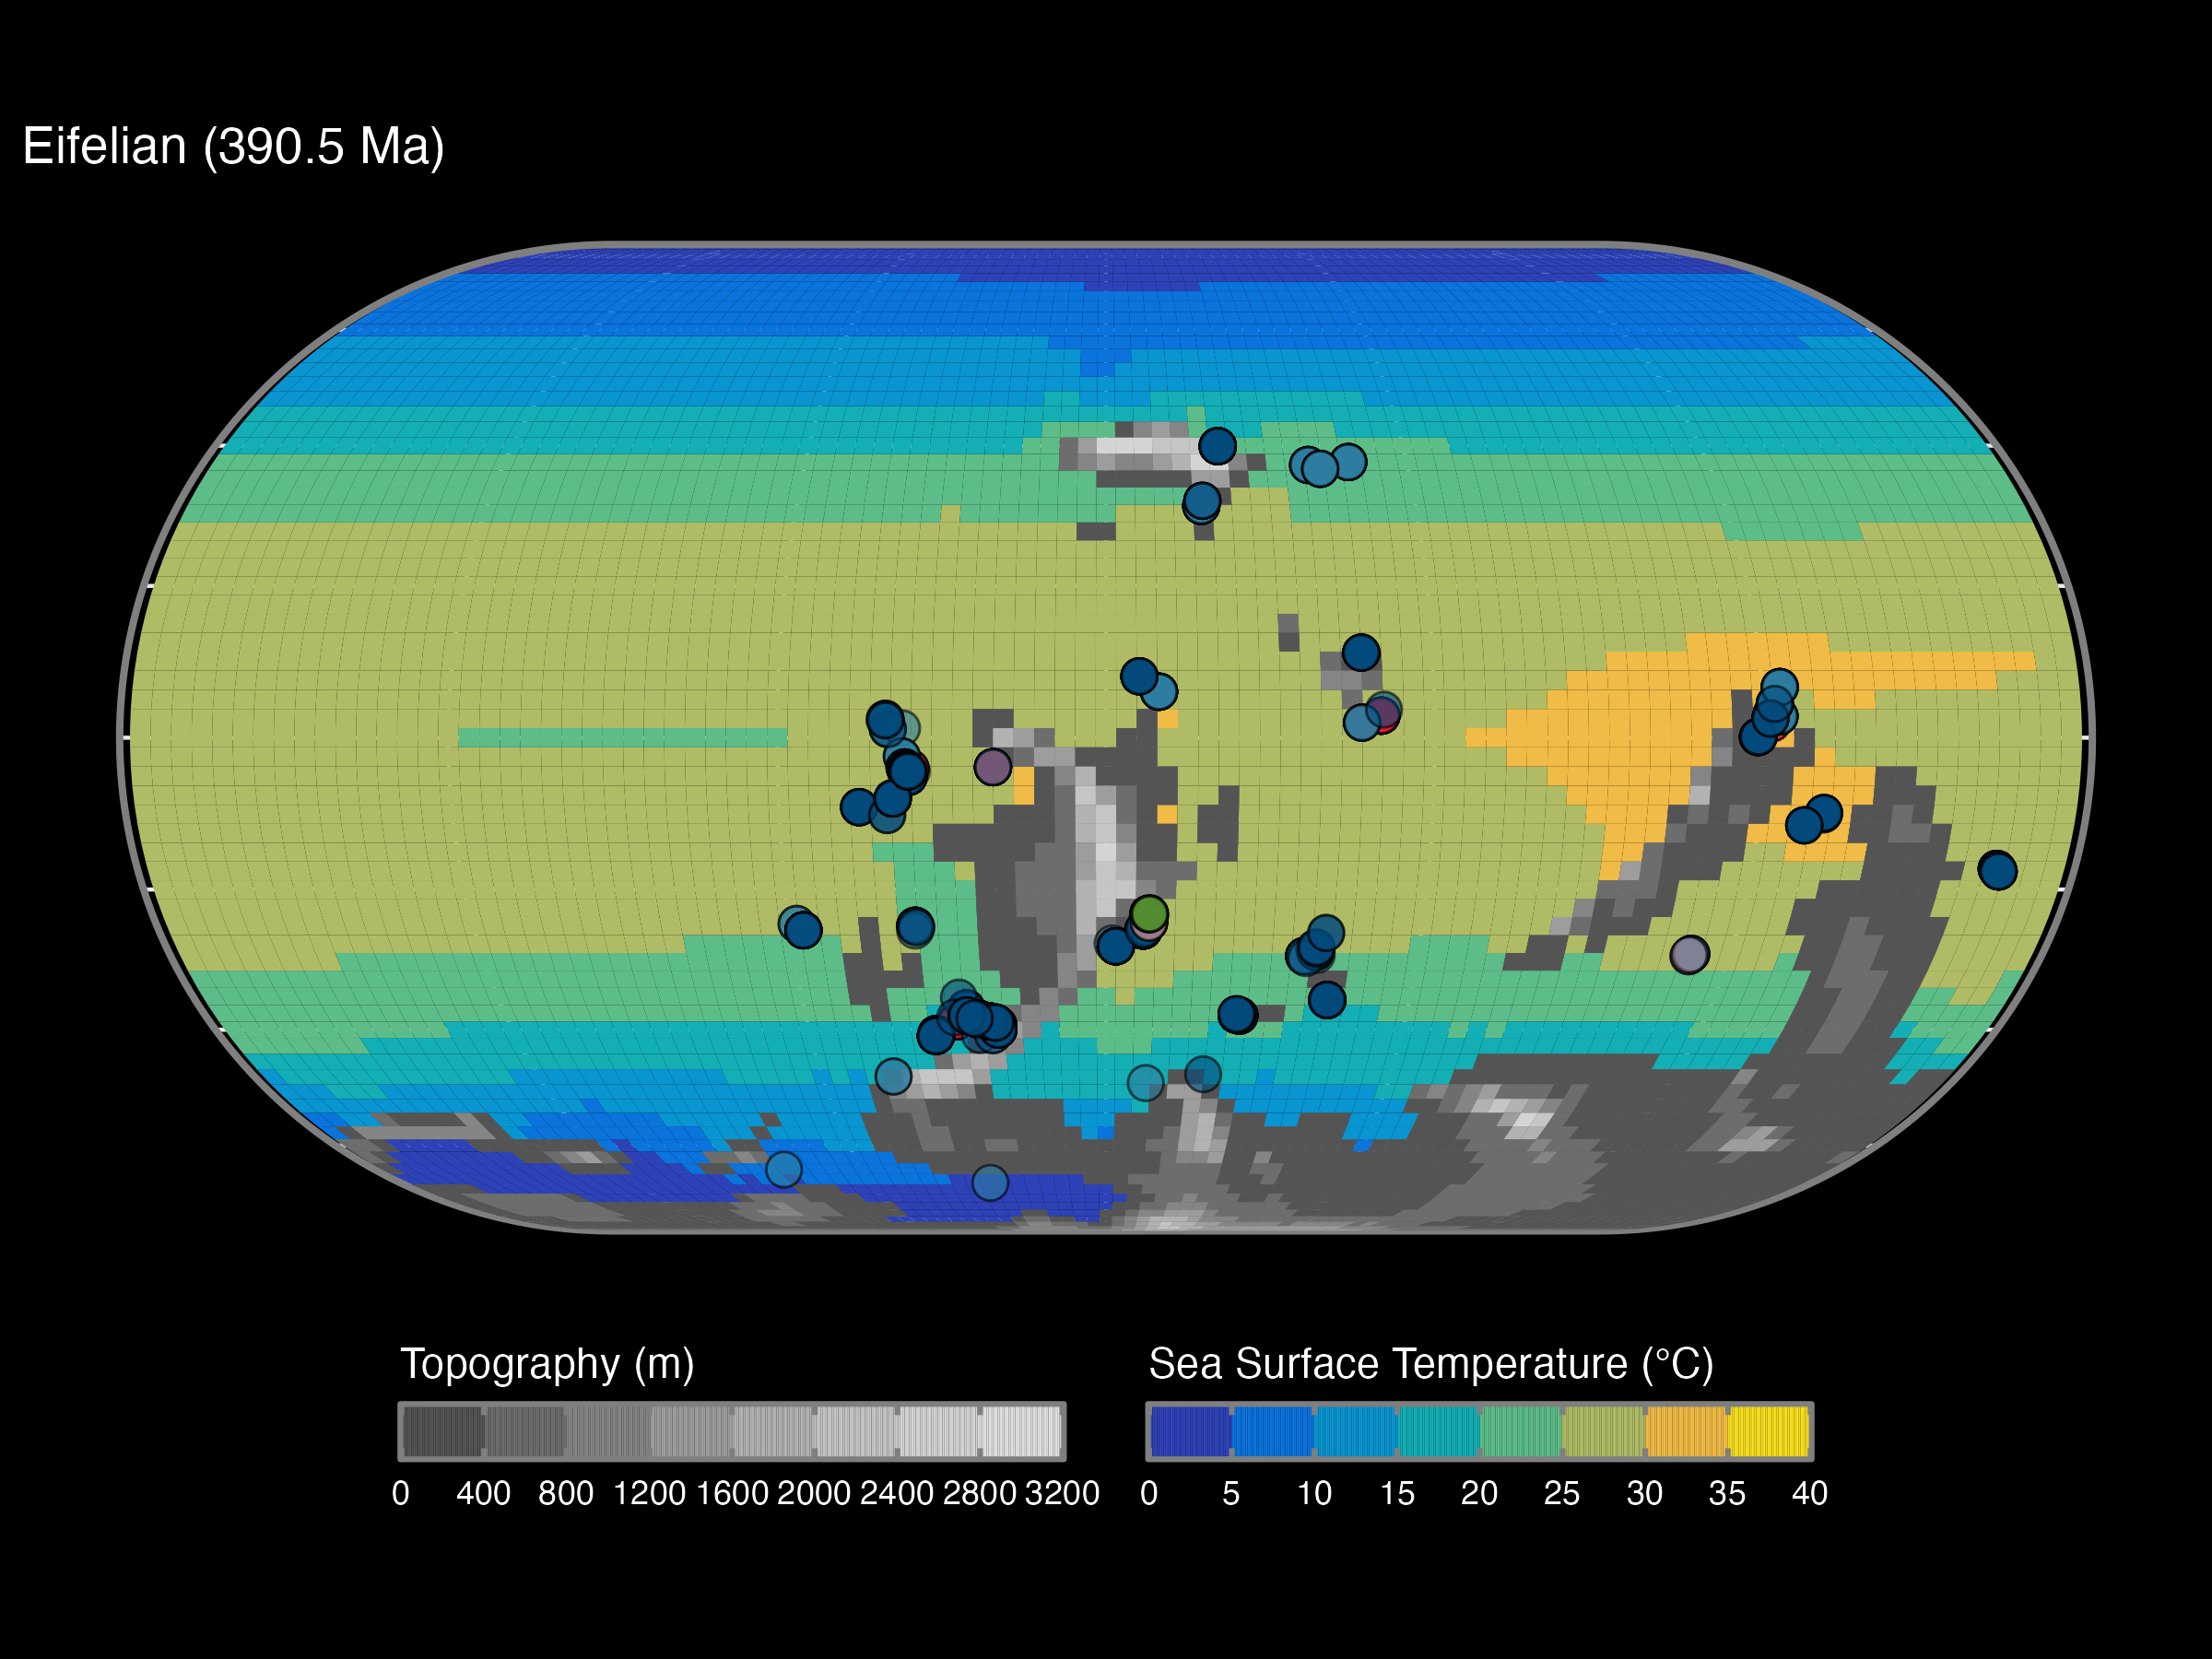 Eifelian (390.5 Ma)
Topography (m)
0 400 800 1200 1600 2000 2400 2800 3200
Sea Surface Temperature (°C)
0 5 10 15 20 25 30 35 40